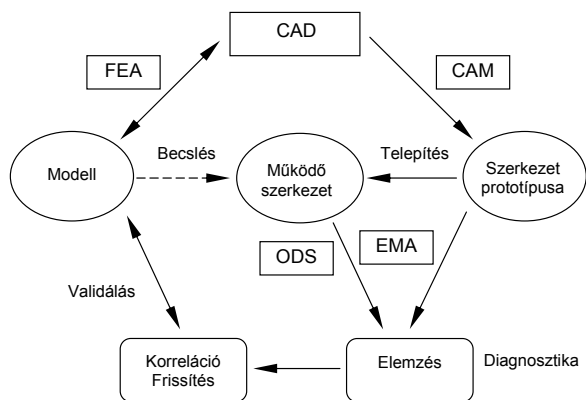 CAD
FEA
CAM
Becslés
Telepítés
Modell
Működő
szerkezet
Szerkezet
prototípusa
ODS
EMA
Validálás
Korreláció
Frissítés
Elemzés
Diagnosztika